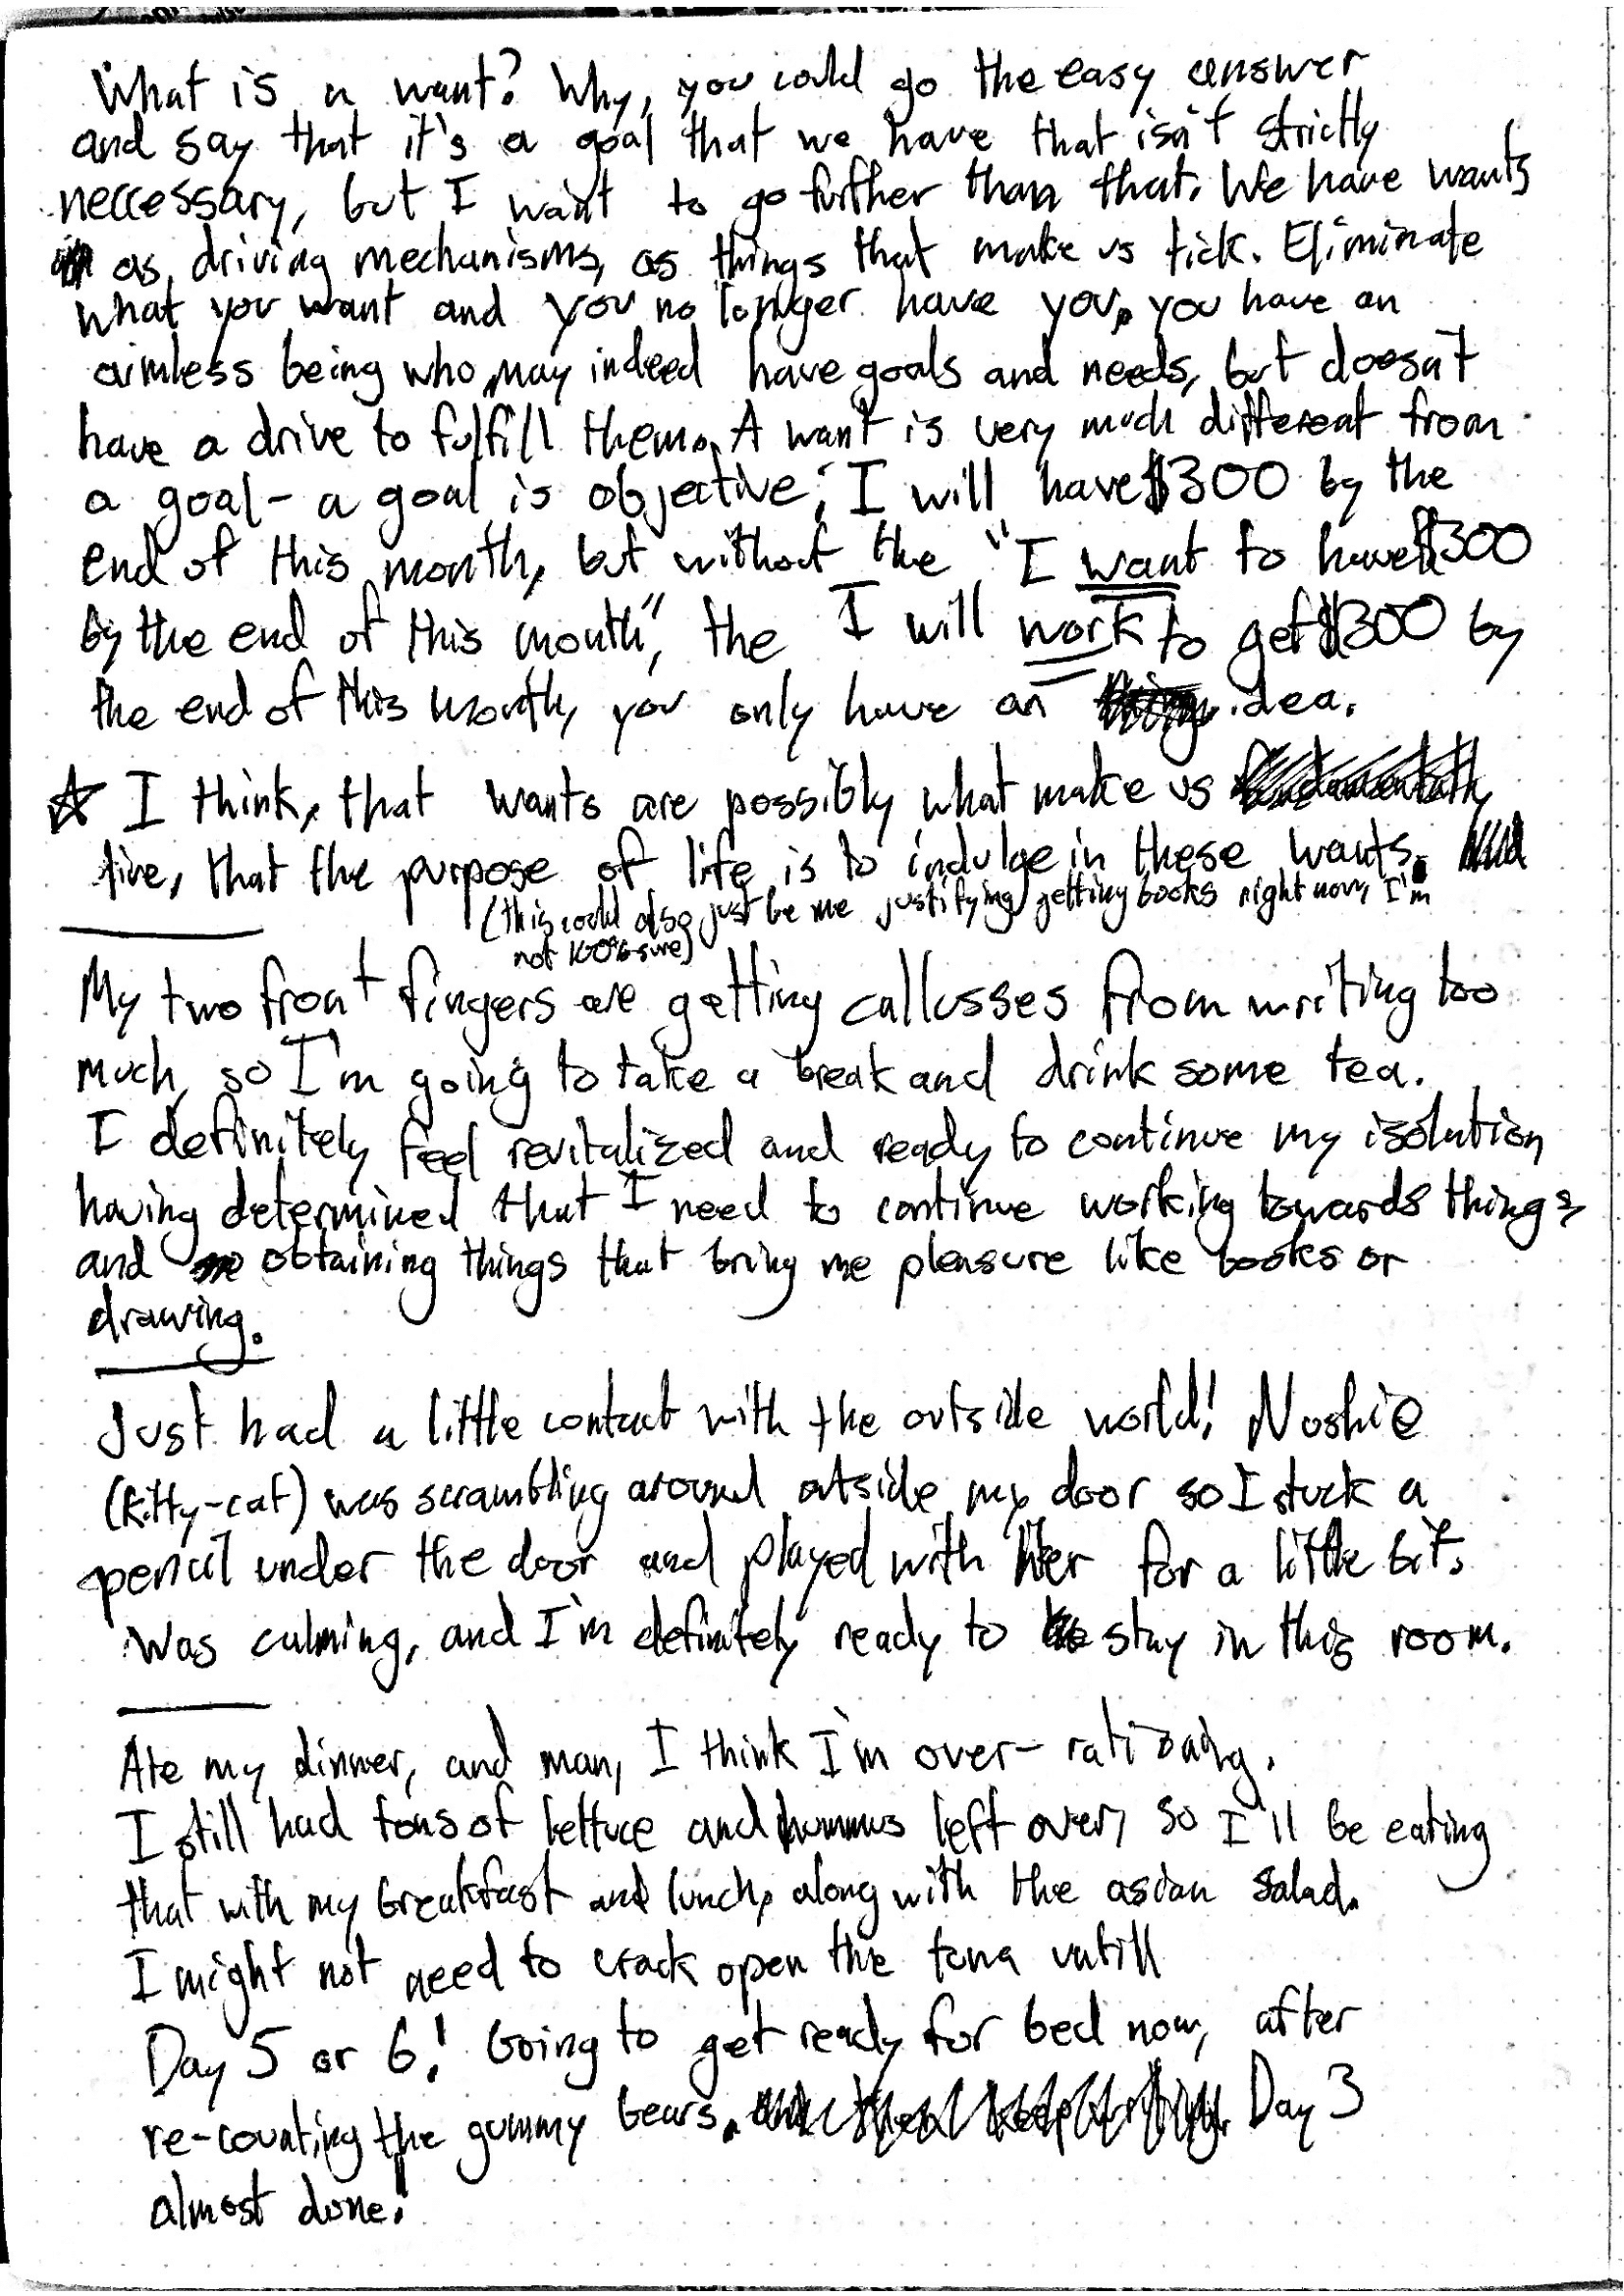 What is a want? Why, you could go the easy answer
and say that it's a goal that we have that isn't strictly
neccessary, but I want to go further than that. We have wants
as driving mechanisms, as things that make us tick. Eliminate
what you want and you no longer have you, you have an
aimless being who may indeed have goals and needs, but doesn't
have a drive to fulfill them. A want is very much different from
a goal - a goal is objective; I will have $300 by the
end of this month, but without the "I want to have $300
by the end of this month", the I will work to get $300 by
the end of this month, you only have an idea.
☆ I think, that wants are possibly what make us
live, that the purpose of life is to indulge in these wants.
(this could also just be me justifying getting books right now, I'm
not 100% sure)
My two front fingers are getting callusses from writing too
much, so I'm going to take a break and drink some tea.
I definitely feel revitalized and ready to continue my isolation
having determined that I need to continue working towards things
and obtaining things that bring me pleasure like books or
drawing.
Just had a little contact with the outside world! Noshie
(kitty-cat) was scrambling around outside my door so I stuck a
pencil under the door and played with her for a little bit.
Was calming, and I'm definitely ready to stay in this room.
Ate my dinner, and man, I think I'm over-rationing.
I still had tons of lettuce and hummus left over, so I'll be eating
that with my breakfast and lunch, along with the asian salad.
I might not need to crack open the tuna untill
Day 5 or 6! Going to get ready for bed now, after
re-counting the gummy bears. Day 3
almost done!